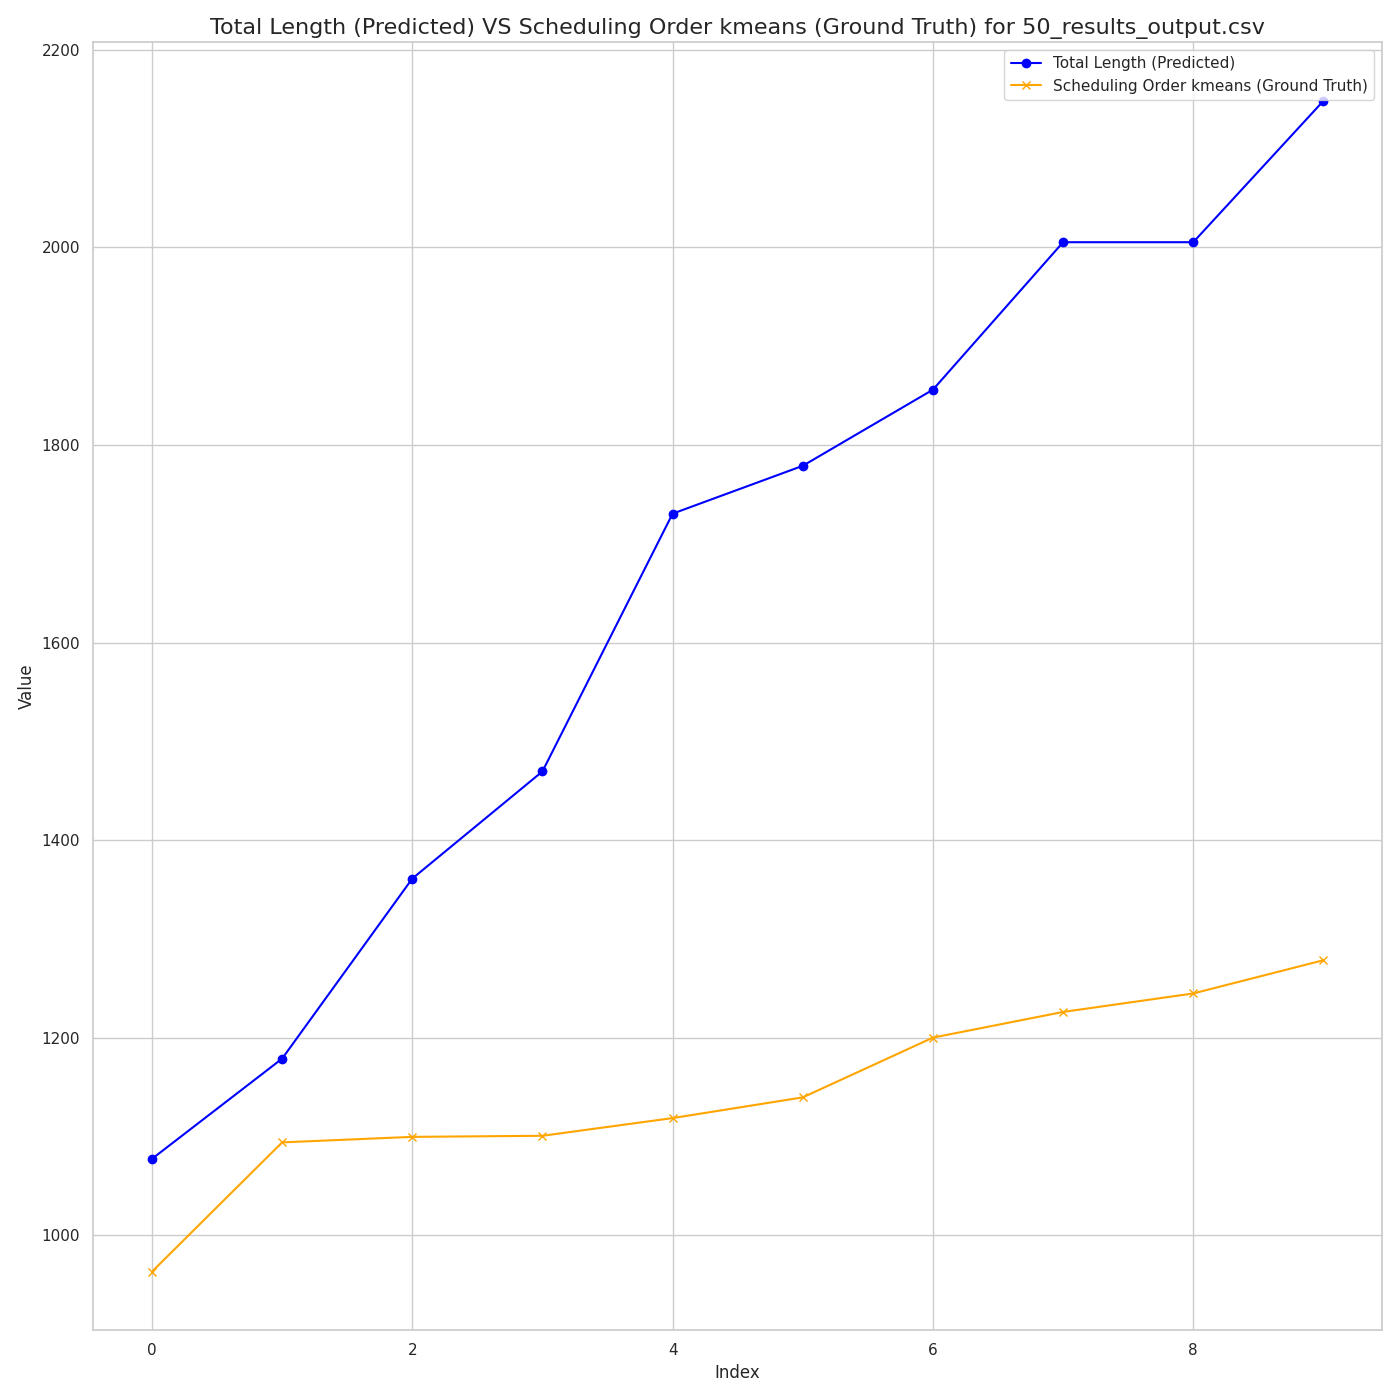 Total Length (Predicted) VS Scheduling Order kmeans (Ground Truth) for 50_results_output.csv
Total Length (Predicted)
Scheduling Order kmeans (Ground Truth)
2200
2000
1800
1600
1400
1200
1000
Value
0 2 4 6 8
Index